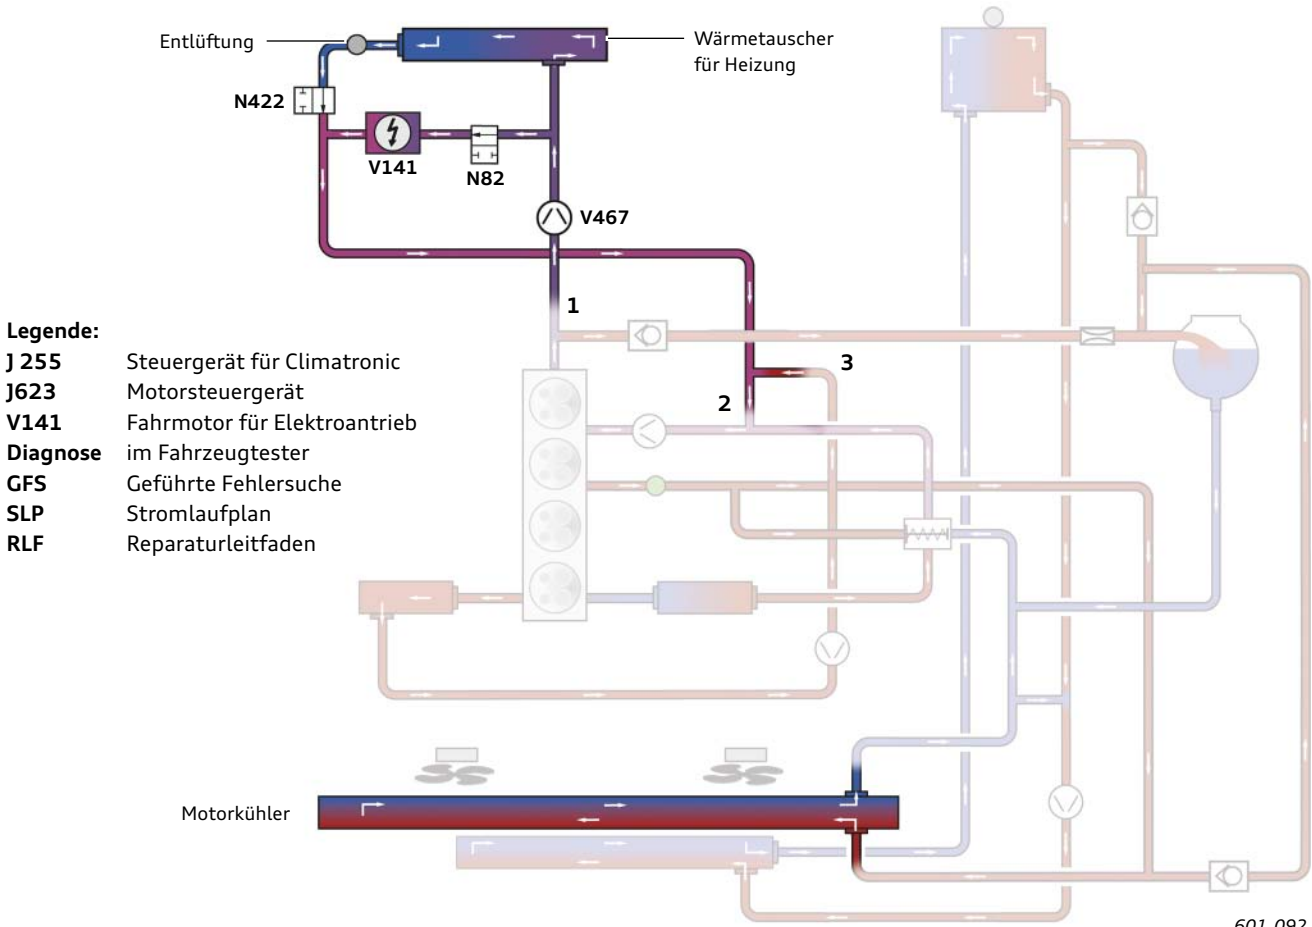 Entlüftung
Wärmetauscher
für Heizung
N422
V141
N82
V467
1
Legende:
J 255 Steuergerät für Climatronic
J623 Motorsteuergerät
V141 Fahrmotor für Elektroantrieb
Diagnose im Fahrzeugtester
GFS Geführte Fehlersuche
SLP Stromlaufplan
RLF Reparaturleitfaden
3
2
Motorkühler
601_092